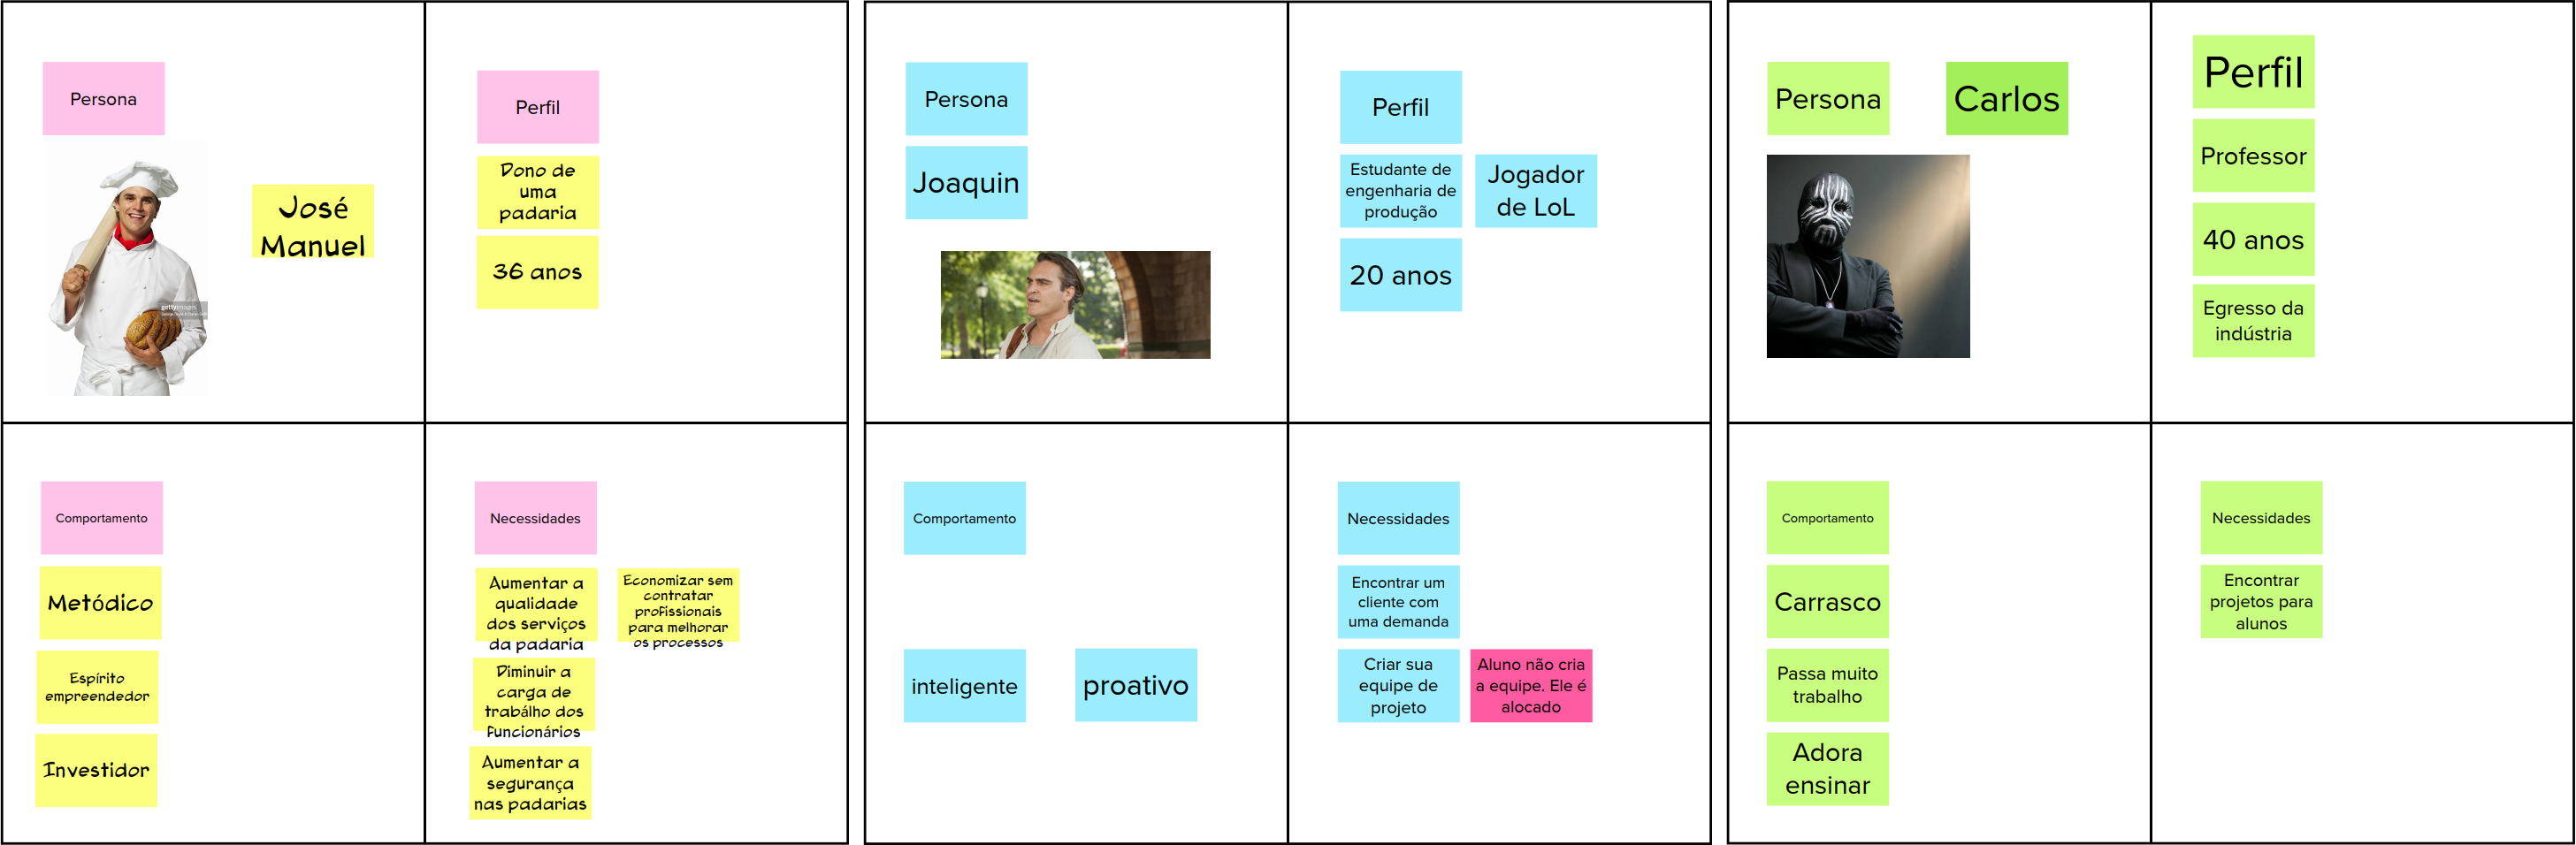 Persona
José
Manuel
gettyimages
Perfil
Dono de
uma
padaria
36 anos
Comportamento
Metódico
Espírito
empreendedor
Investidor
Necessidades
Aumentar a
qualidade
dos serviços
da padaria
Economizar sem
contratar
profissionais
para melhorar
os processos
Diminuir a
carga de
trabálho dos
funcionários
Aumentar a
segurança
nas padarias
Persona
Joaquin
Perfil
Estudante de
engenharia de
produção
Jogador
de LoL
20 anos
Comportamento
inteligente
proativo
Necessidades
Encontrar um
cliente com
uma demanda
Criar sua
equipe de
projeto
Aluno não cria
a equipe. Ele é
alocado
Persona
Carlos
Perfil
Professor
40 anos
Egresso da
indústria
Comportamento
Carrasco
Passa muito
trabalho
Adora
ensinar
Necessidades
Encontrar
projetos para
alunos